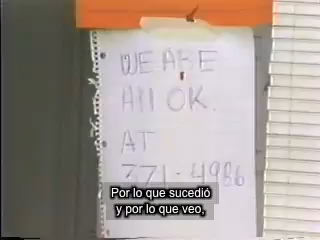 WE ARE
All OK.
AT
371-4986
Por lo que sucedió
y por lo que veo,